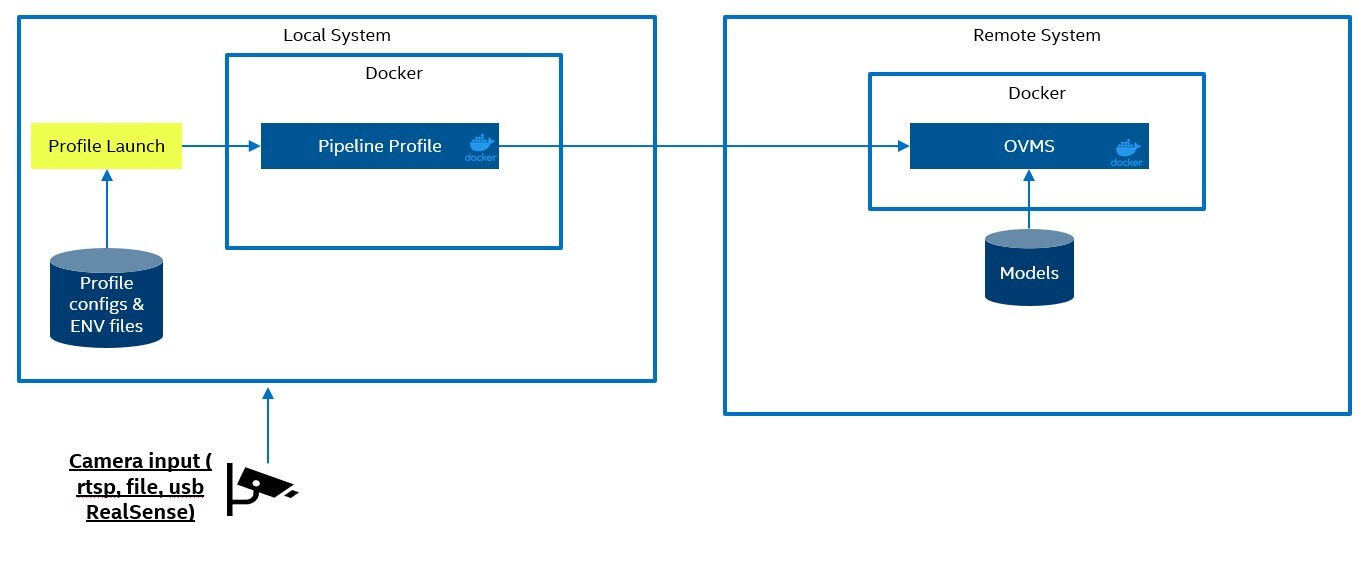 Local System
Remote System
Docker
Docker
Profile Launch
Pipeline Profile
docker
OVMS
docker
Profile
configs &
ENV files
Models
Camera input (
rtsp, file, usb
RealSense)